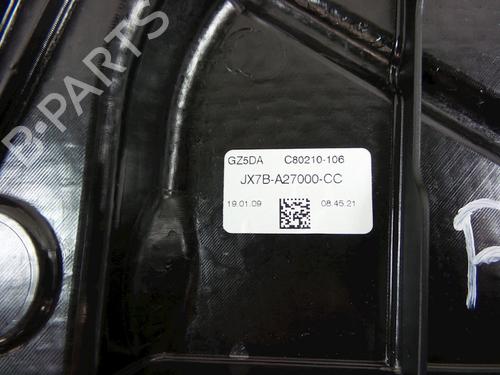 B-PARTS
GZ5DA C80210-106
JX7B-A27000-CC
19.01.09 08.45.21